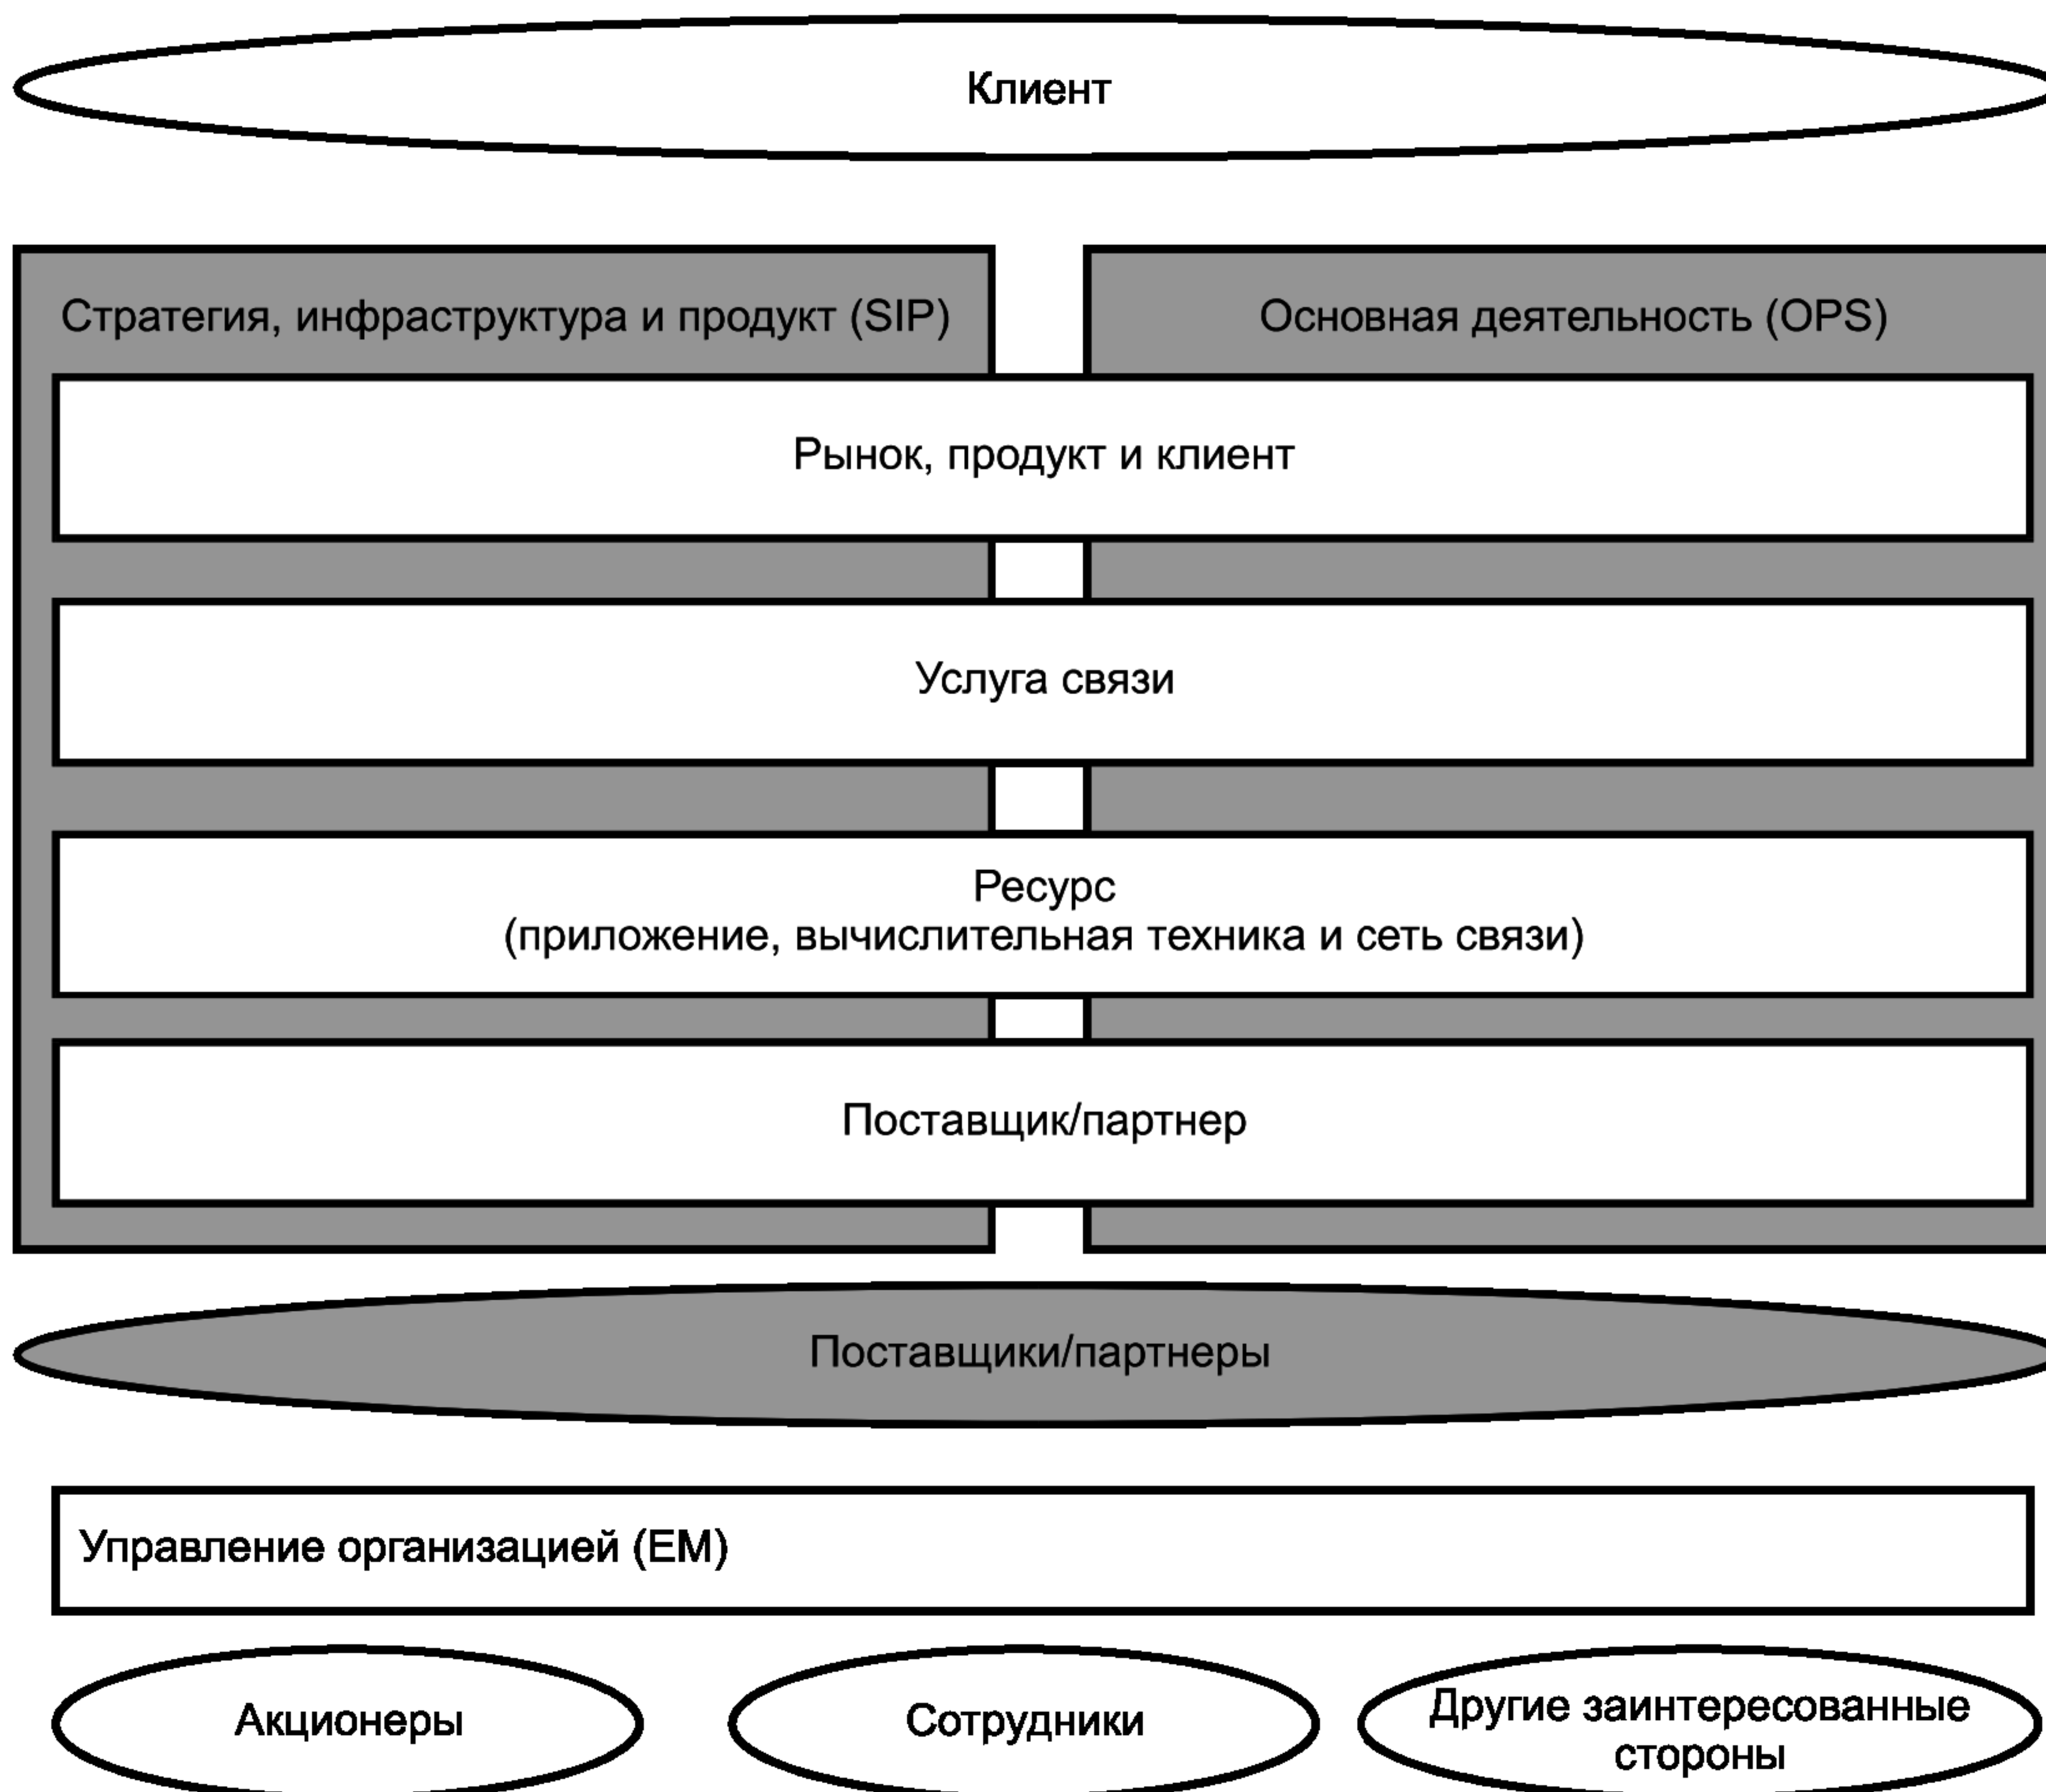 Клиент
Стратегия, инфраструктура и продукт (SIP)
Основная деятельность (OPS)
Рынок, продукт и клиент
Услуга связи
Ресурс
(приложение, вычислительная техника и сеть связи)
Поставщик/партнер
Поставщики/партнеры
Управление организацией (EM)
Акционеры
Сотрудники
Другие заинтересованные
стороны